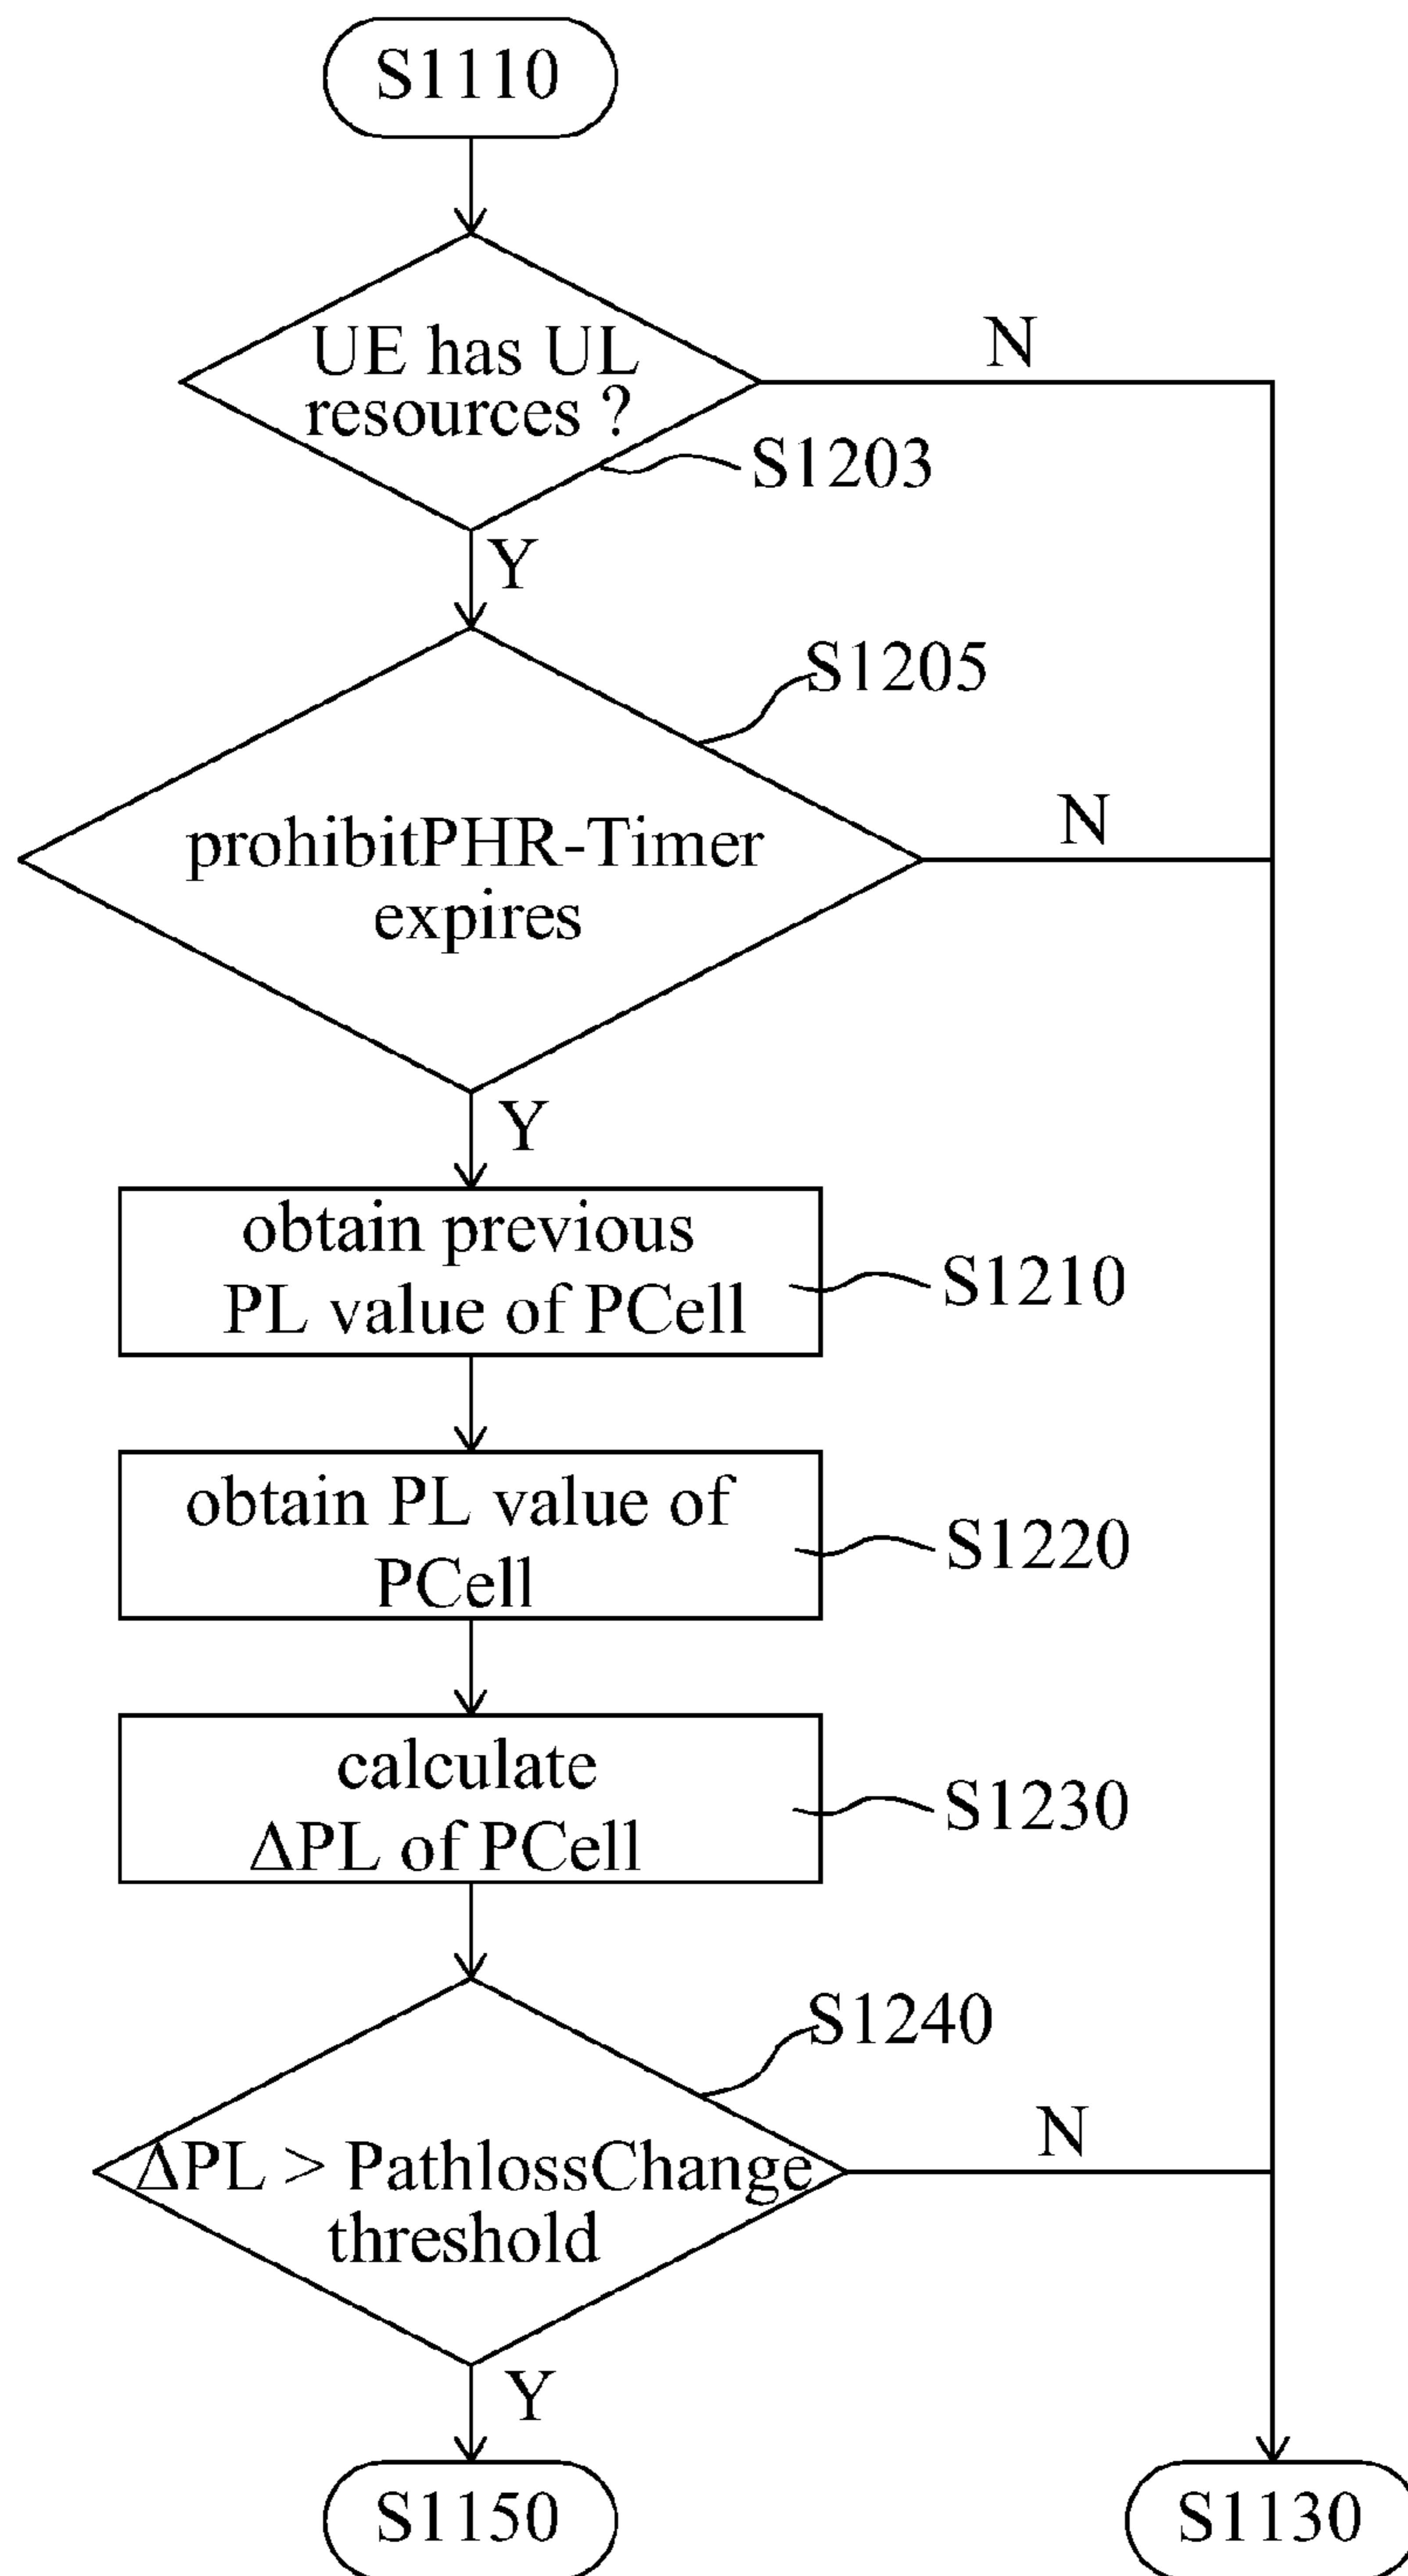 S1110
UE has UL
resources ?
N
S1203
Y
S1205
prohibitPHR-Timer
expires
N
Y
obtain previous
PL value of PCell
S1210
obtain PL value of
PCell
S1220
calculate
ΔPL of PCell
S1230
S1240
ΔPL > PathlossChange
threshold
N
Y
S1150
S1130